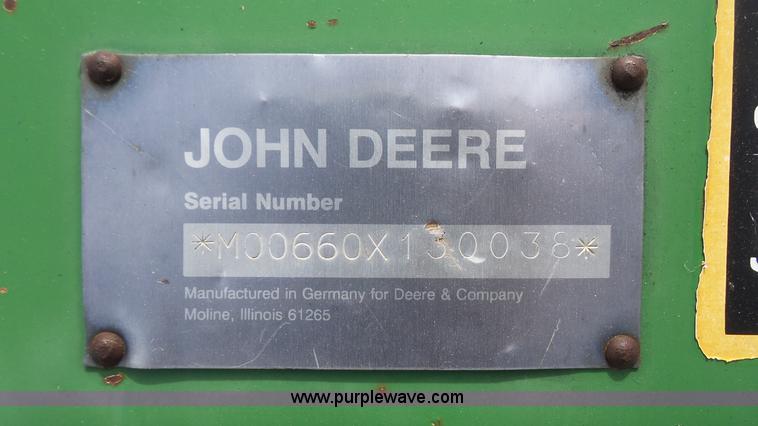 JOHN DEERE
Serial Number
*M00660X130038*
Manufactured in Germany for Deere & Company
Moline, Illinois 61265
www.purplewave.com